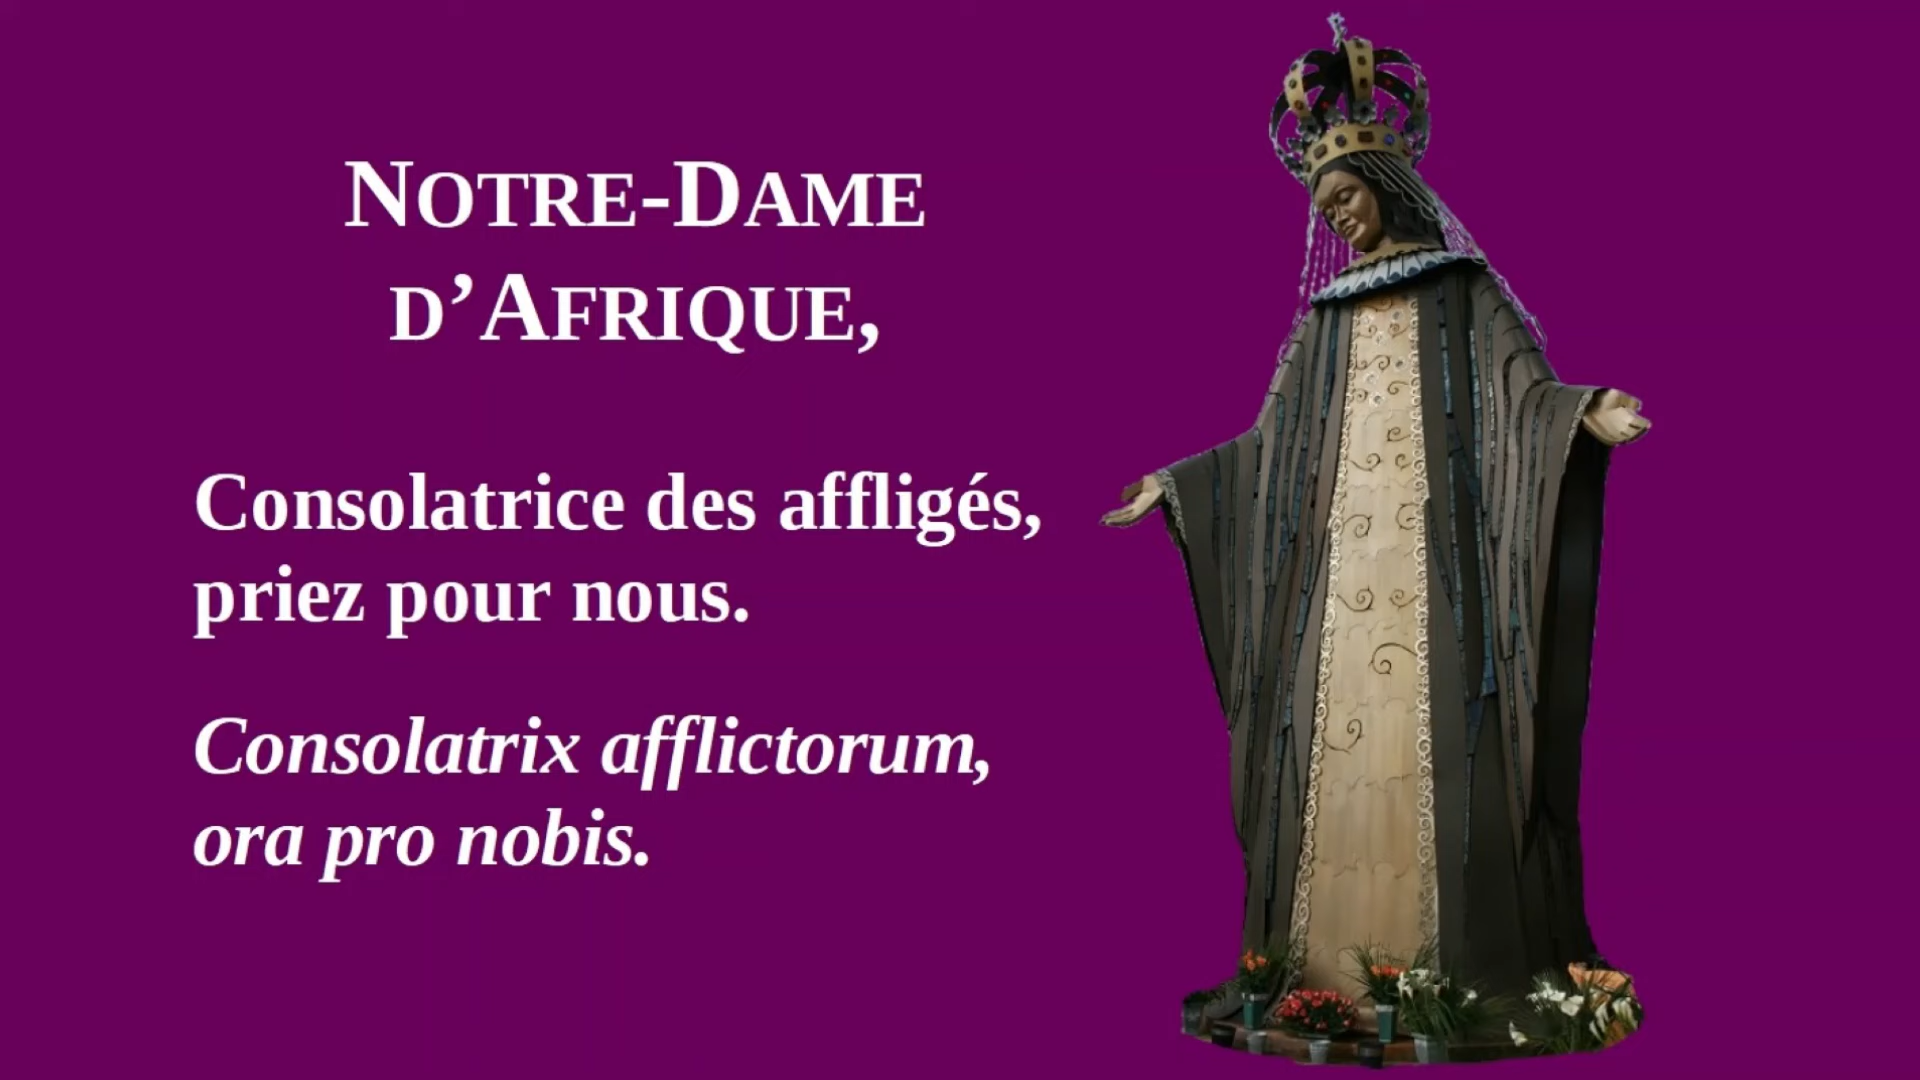 NOTRE-DAME
D’AFRIQUE,
Consolatrice des affligés,
priez pour nous.
Consolatrix afflictorum,
ora pro nobis.